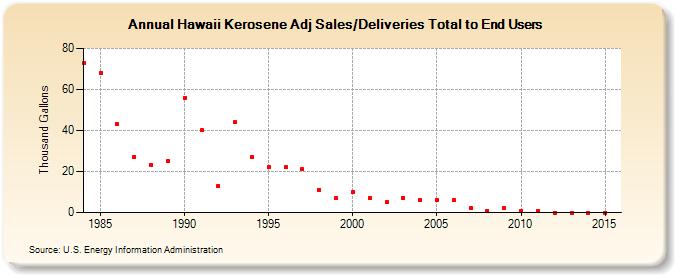 Annual Hawaii Kerosene Adj Sales/Deliveries Total to End Users
Thousand Gallons
80
60
40
20
0
1985 1990 1995 2000 2005 2010 2015
Source: U.S. Energy Information Administration